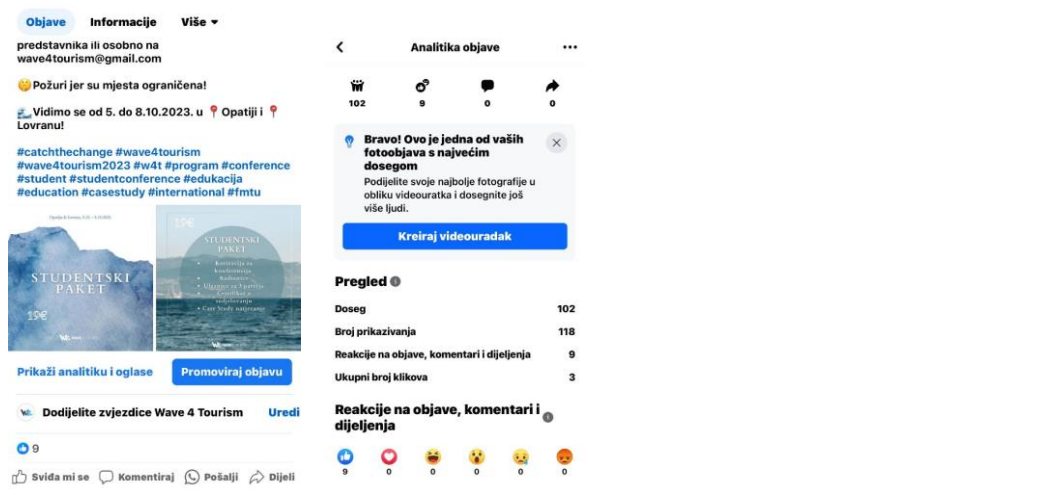 Objave Informacije Više
predstavnika ili osobno na
wave4tourism@gmail.com
Požuri jer su mjesta ograničena!
Vidimo se od 5. do 8.10.2023. u 📍Opatiji i 📍
Lovranu!
#catchthechange #wave4tourism
#wave4tourism2023 #w4t #program #conference
#student #studentconference #edukacija
#education #casestudy #international #fmtu
STUDENTSKI
PAKET
19€
19€
STUDENTSKI
PAKET
Prikaži analitiku i oglase
Promoviraj objavu
Dodijelite zvjezdice Wave 4 Tourism Uredi
9
Sviđa mi se Komentiraj Pošalji Dijeli
Analitika objave
102 9 0 0
Bravo! Ovo je jedna od vaših
fotoobjava s najvećim
dosegom
Podijelite svoje najbolje fotografije u
obliku videouratka i dosegnite još
više ljudi.
Kreiraj videouradak
Pregled
Doseg 102
Broj prikazivanja 118
Reakcije na objave, komentari i dijeljenja 9
Ukupni broj klikova 3
Reakcije na objave, komentari i
dijeljenja
9 0 0 0 0 0